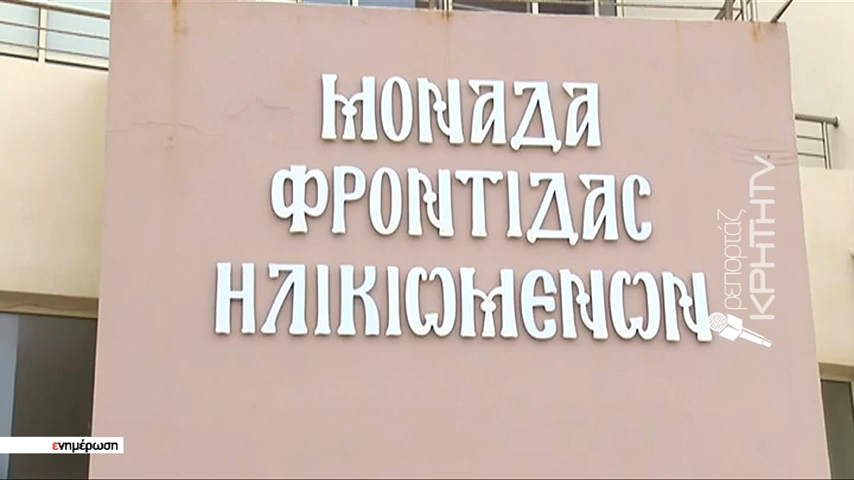 ΜΟΝΑΔΑ
ΦΡΟΝΤΙΔΑΣ
ΗΛΙΚΙΩΜΕΝΩΝ
ρεπορτάζ
ΚΡΗΤΗTV
ενημέρωση